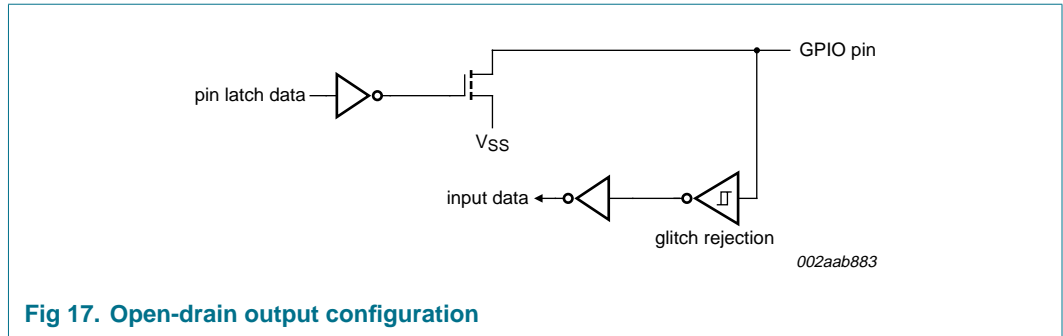 GPIO pin
pin latch data
VSS
input data
glitch rejection
002aab883
Fig 17. Open-drain output configuration